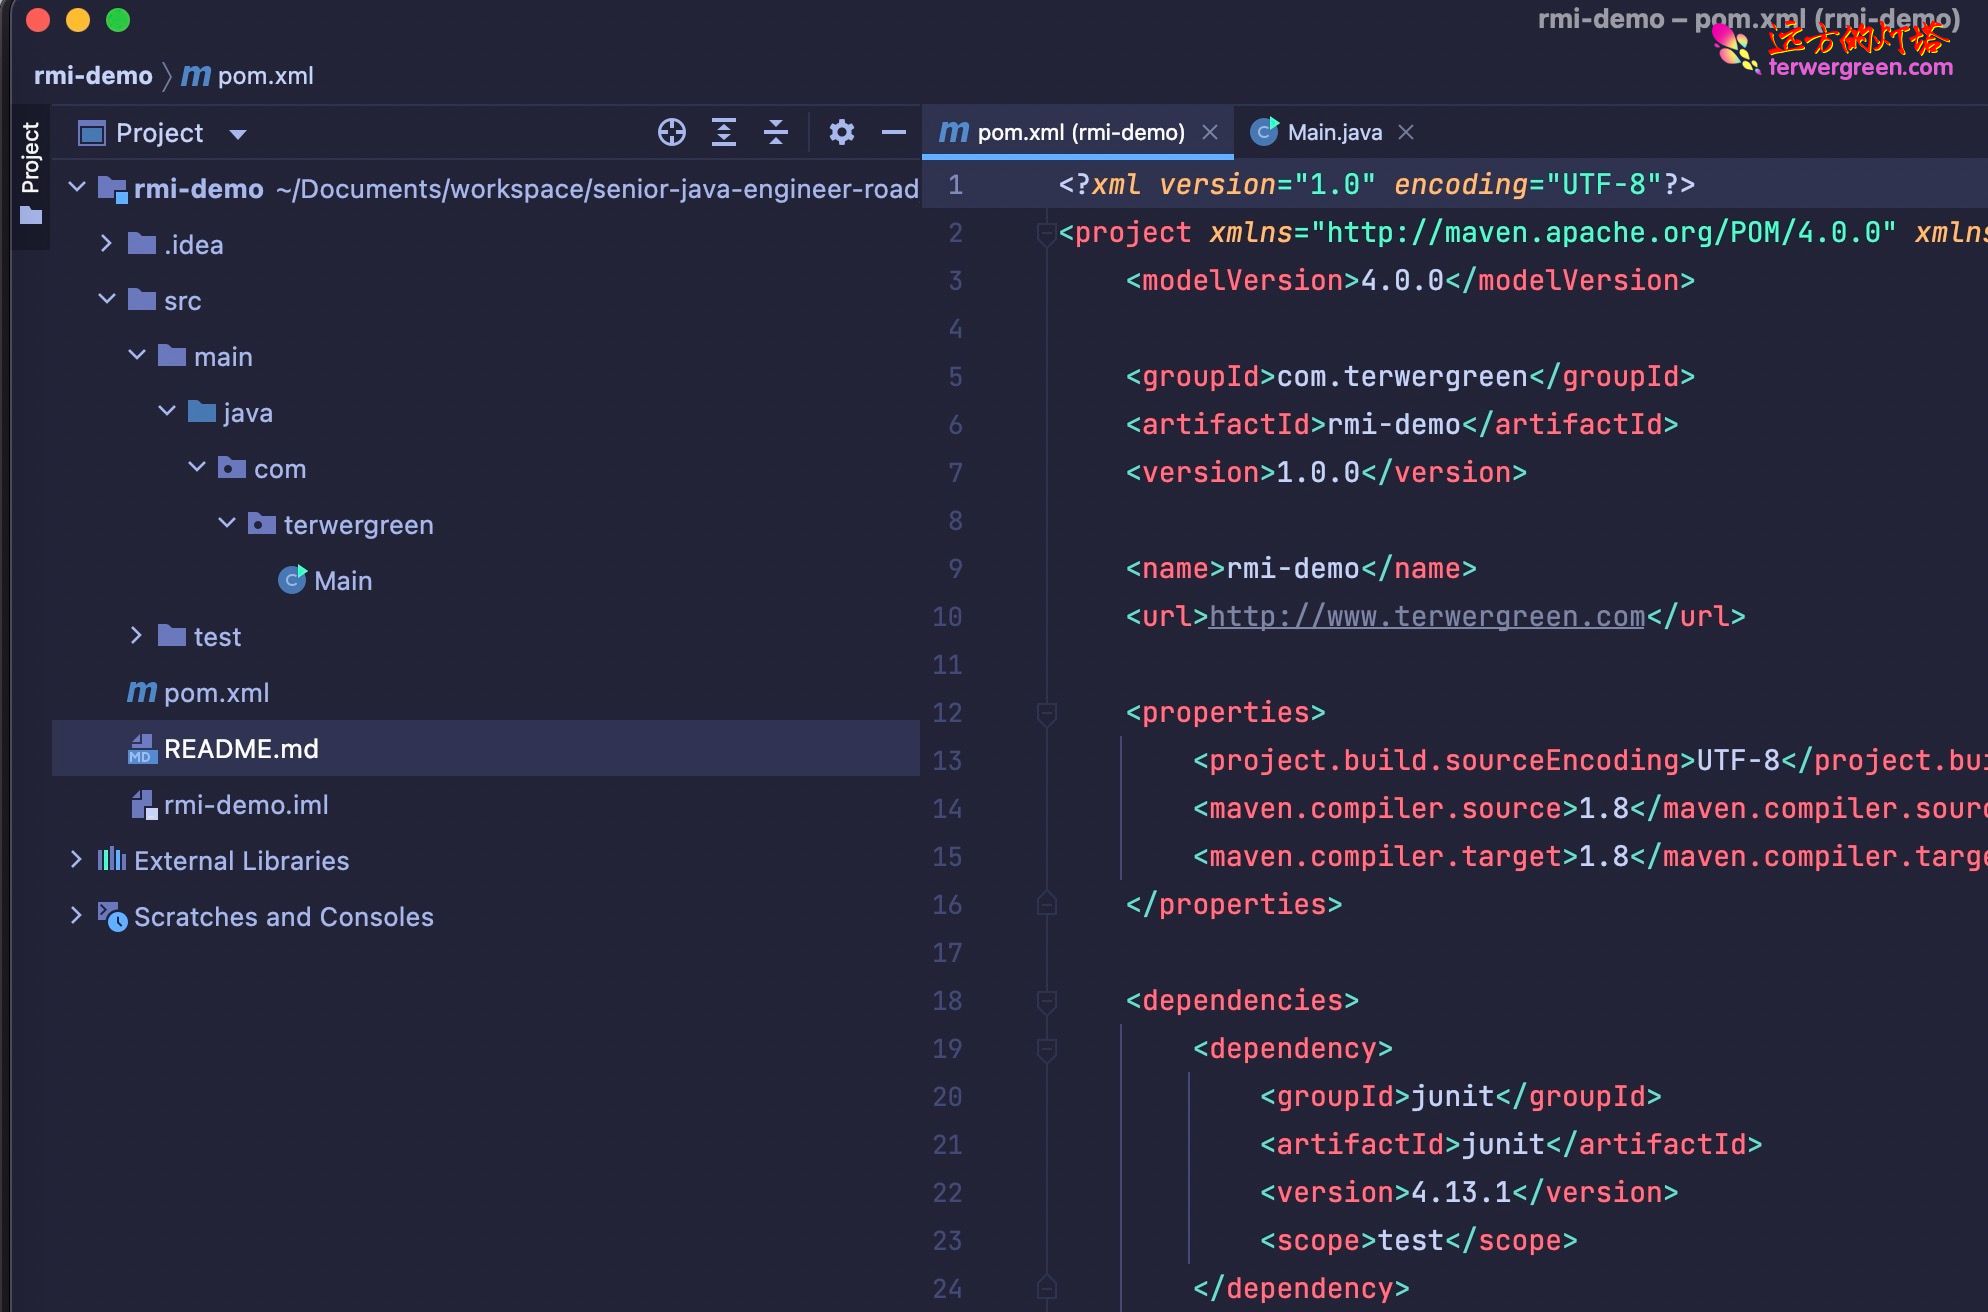 rmi-demo – pom.xml (rmi-demo)
远方的灯塔
terwergreen.com
rmi-demo 〉 m pom.xml
Project
Project
pom.xml (rmi-demo)
Main.java
rmi-demo ~/Documents/workspace/senior-java-engineer-road
.idea
src
main
java
com
terwergreen
Main
test
pom.xml
README.md
rmi-demo.iml
External Libraries
Scratches and Consoles
1 <?xml version="1.0" encoding="UTF-8"?>
2 <project xmlns="http://maven.apache.org/POM/4.0.0" xmlns
3 <modelVersion>4.0.0</modelVersion>
4
5 <groupId>com.terwergreen</groupId>
6 <artifactId>rmi-demo</artifactId>
7 <version>1.0.0</version>
8
9 <name>rmi-demo</name>
10 <url>http://www.terwergreen.com</url>
11
12 <properties>
13 <project.build.sourceEncoding>UTF-8</project.bui
14 <maven.compiler.source>1.8</maven.compiler.sourc
15 <maven.compiler.target>1.8</maven.compiler.targe
16 </properties>
17
18 <dependencies>
19 <dependency>
20 <groupId>junit</groupId>
21 <artifactId>junit</artifactId>
22 <version>4.13.1</version>
23 <scope>test</scope>
24 </dependency>